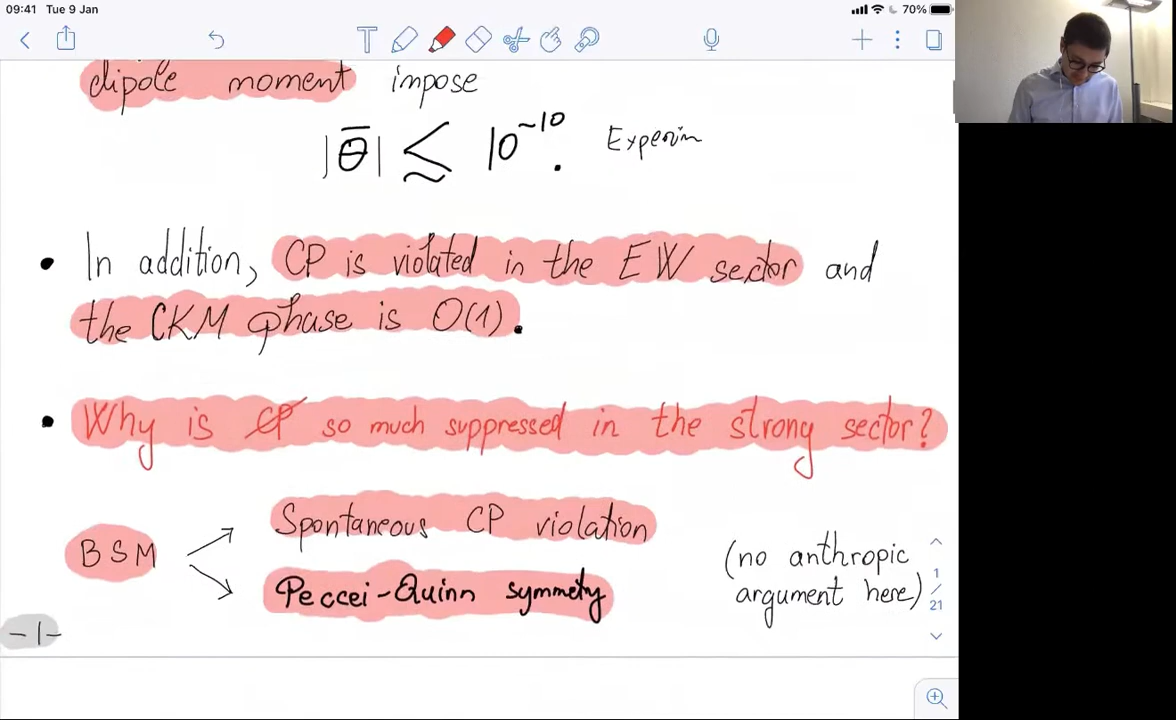 09:41 Tue 9 Jan
70%
dipole moment impose
|θ̄| ≲ 10^-10. Experim
• In addition, CP is violated in the EW sector and
the CKM phase is O(1).
• Why is C̸P̸ so much suppressed in the strong sector?
BSM
Spontaneous CP violation
Peccei-Quinn symmety
(no anthropic
argument here)
1
/
21
-1-